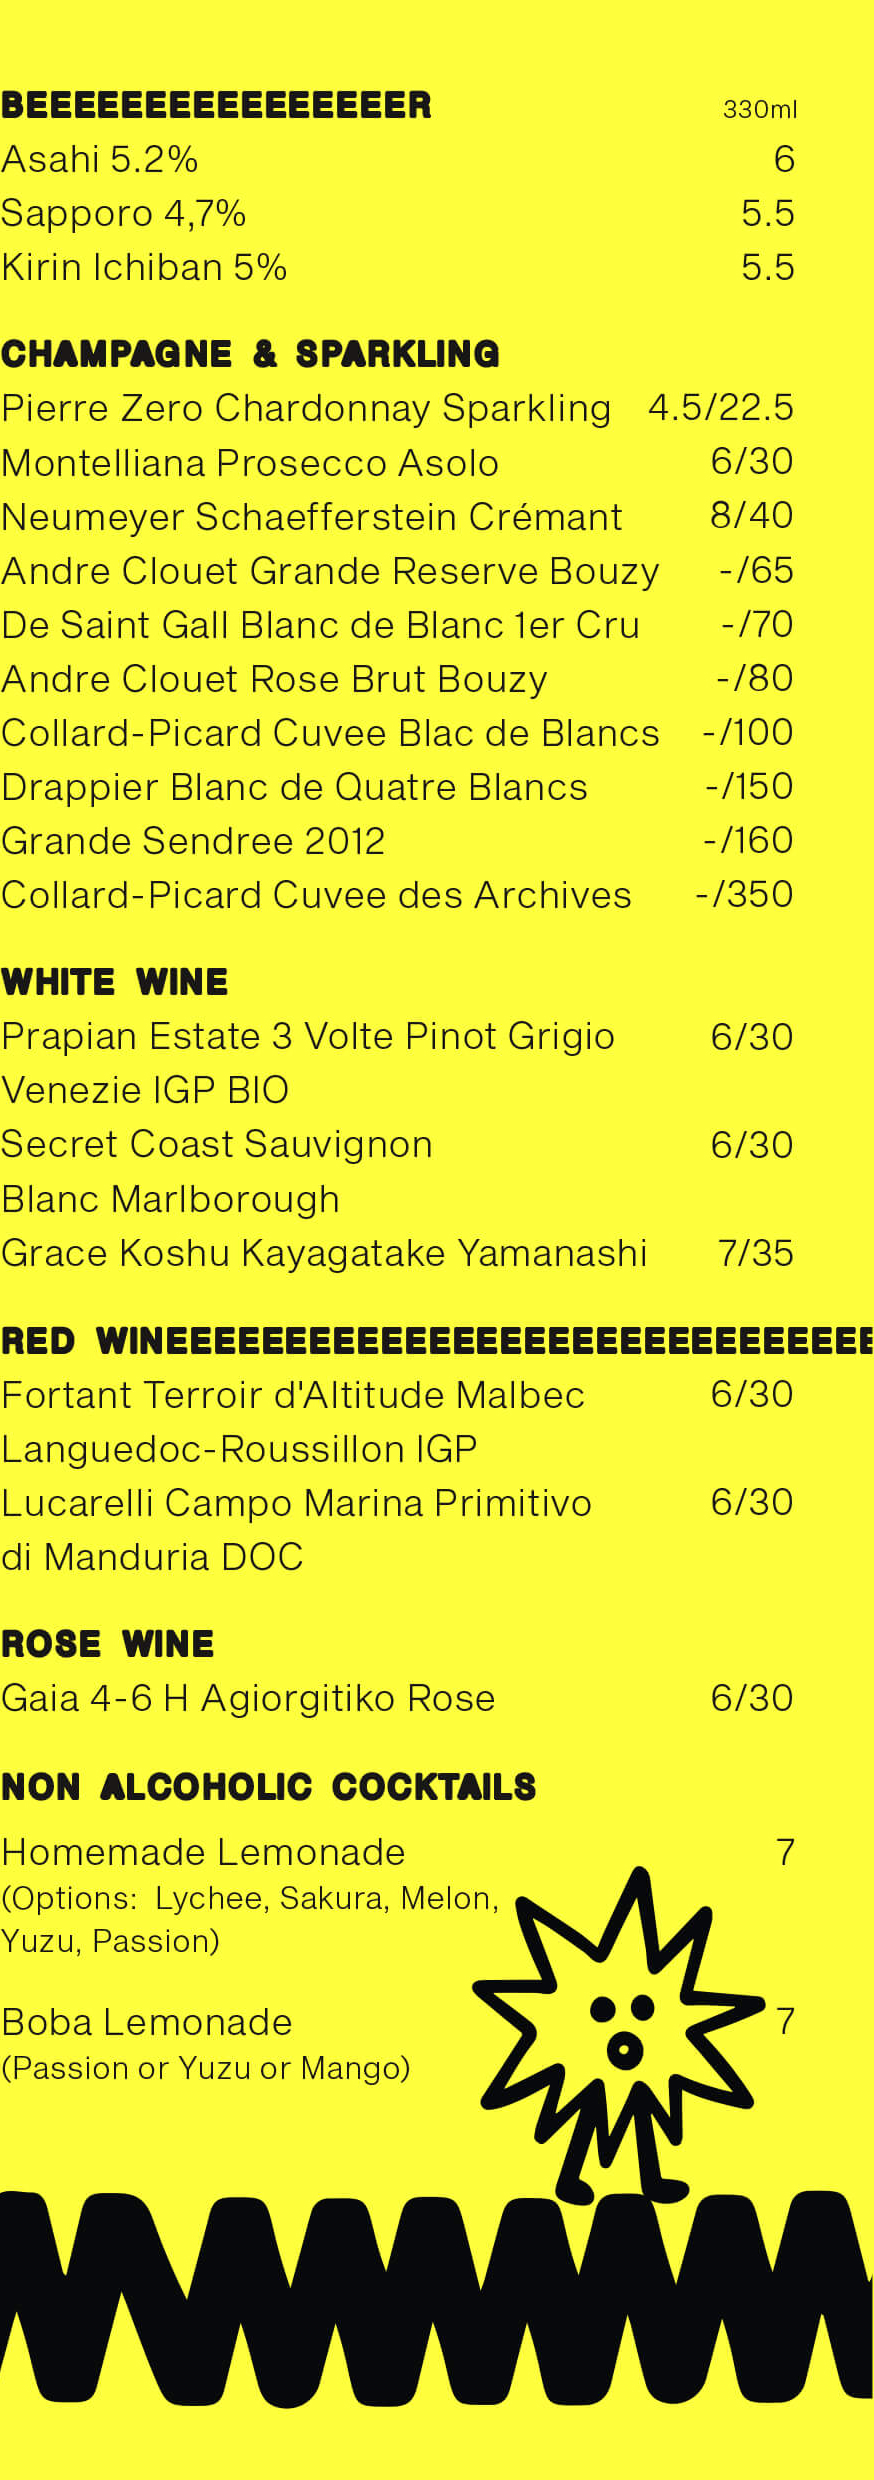 BEEEEEEEEEEEEEEEER 330ml
Asahi 5.2% 6
Sapporo 4,7% 5.5
Kirin Ichiban 5% 5.5
CHAMPAGNE & SPARKLING
Pierre Zero Chardonnay Sparkling 4.5/22.5
Montelliana Prosecco Asolo 6/30
Neumeyer Schaefferstein Crémant 8/40
Andre Clouet Grande Reserve Bouzy -/65
De Saint Gall Blanc de Blanc 1er Cru -/70
Andre Clouet Rose Brut Bouzy -/80
Collard-Picard Cuvee Blac de Blancs -/100
Drappier Blanc de Quatre Blancs -/150
Grande Sendree 2012 -/160
Collard-Picard Cuvee des Archives -/350
WHITE WINE
Prapian Estate 3 Volte Pinot Grigio 6/30
Venezie IGP BIO
Secret Coast Sauvignon 6/30
Blanc Marlborough
Grace Koshu Kayagatake Yamanashi 7/35
RED WINEEEEEEEEEEEEEEEEEEEEEEEEEEEEEE
Fortant Terroir d'Altitude Malbec 6/30
Languedoc-Roussillon IGP
Lucarelli Campo Marina Primitivo 6/30
di Manduria DOC
ROSE WINE
Gaia 4-6 H Agiorgitiko Rose 6/30
NON ALCOHOLIC COCKTAILS
Homemade Lemonade 7
(Options: Lychee, Sakura, Melon,
Yuzu, Passion)
Boba Lemonade 7
(Passion or Yuzu or Mango)